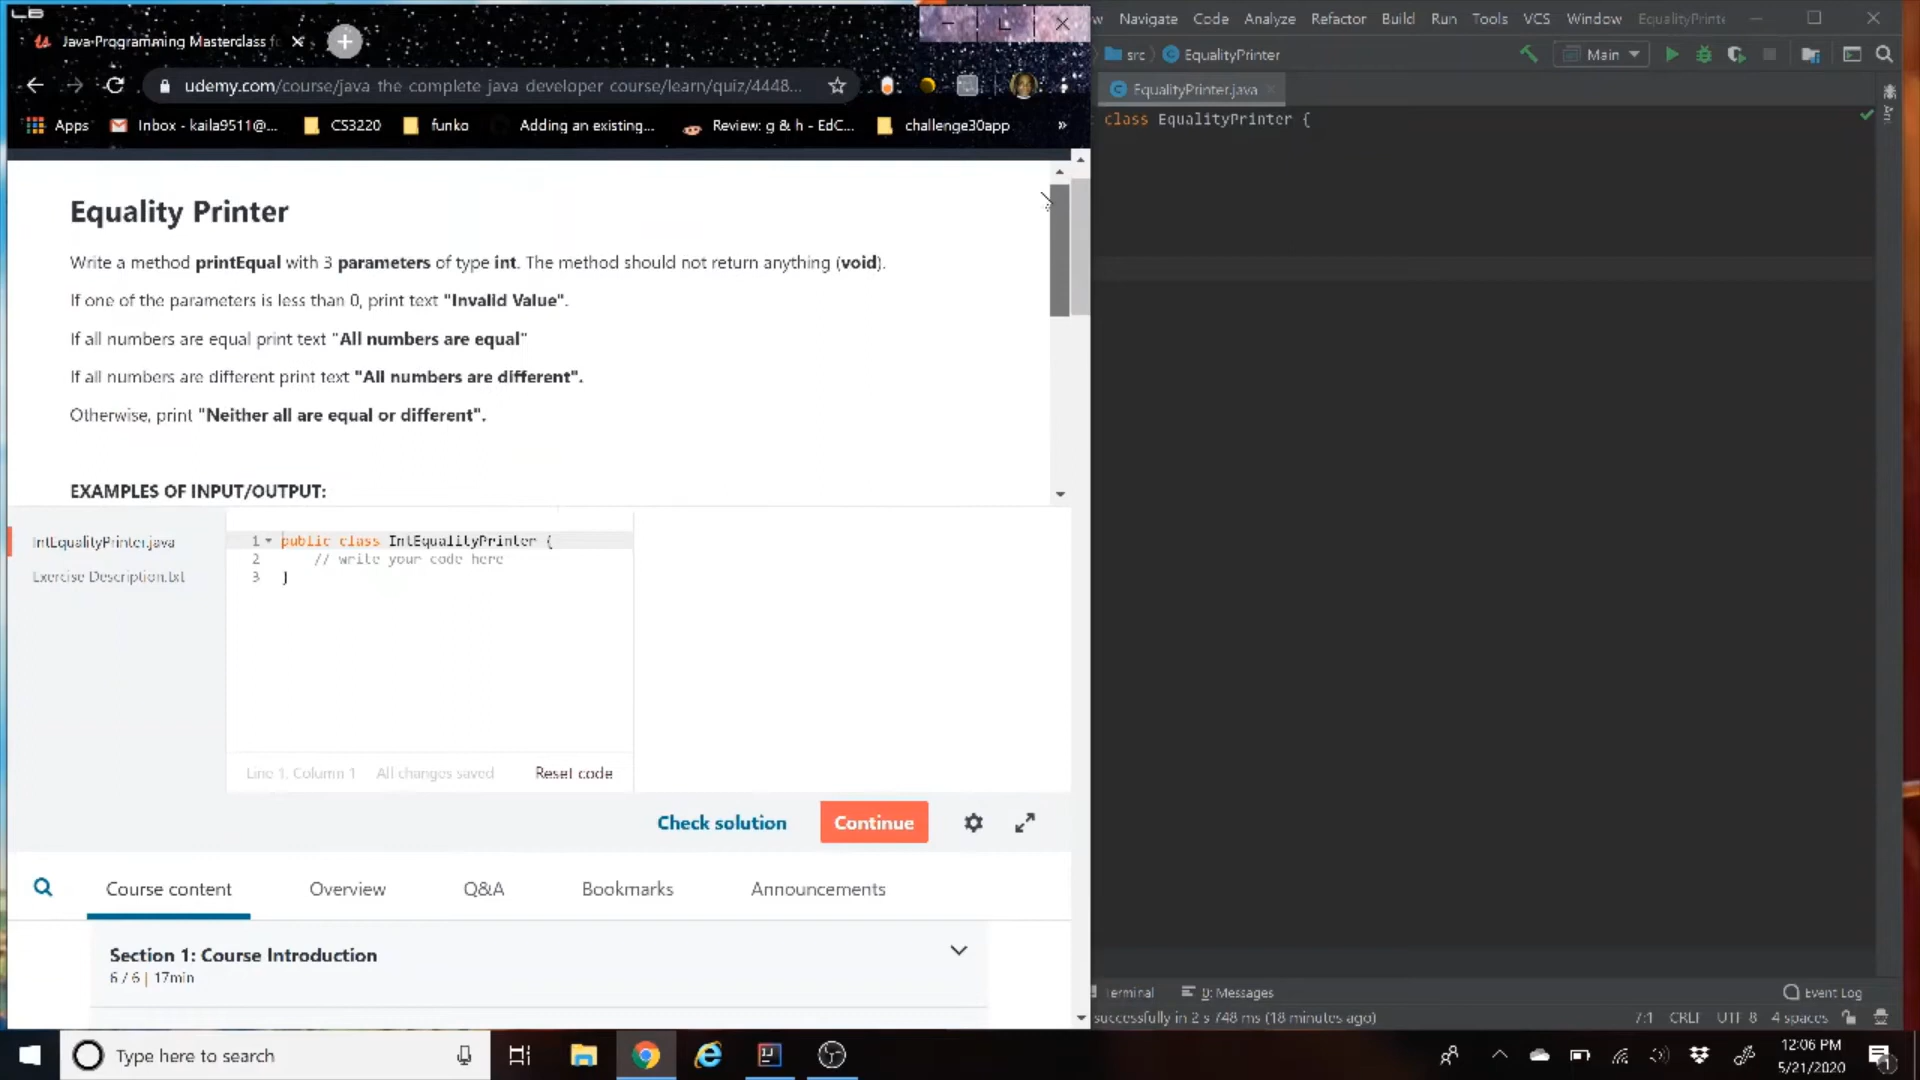 Java-Programming Masterclass fo
udemy.com/course/java the complete java developer course/learn/quiz/4448...
Apps
Inbox - kaila9511@...
CS3220
funko
Adding an existing...
Review: g & h - EdC...
challenge30app
»
Equality Printer
Write a method printEqual with 3 parameters of type int. The method should not return anything (void).
If one of the parameters is less than 0, print text "Invalid Value".
If all numbers are equal print text "All numbers are equal"
If all numbers are different print text "All numbers are different".
Otherwise, print "Neither all are equal or different".
EXAMPLES OF INPUT/OUTPUT:
IntEqualityPrinter.java
Exercise Description.txt
1 public class IntEqualityPrinter {
2 // write your code here
3 }
Line 1, Column 1 All changes saved Reset code
Check solution
Continue
Course content
Overview
Q&A
Bookmarks
Announcements
Section 1: Course Introduction
6 / 6 | 17min
w Navigate Code Analyze Refactor Build Run Tools VCS Window EqualityPrinte
src EqualityPrinter
Main
EqualityPrinter.java
class EqualityPrinter {
Ant
Terminal
0: Messages
Event Log
successfully in 2 s 748 ms (18 minutes ago)
7:1 CRLF UTF 8 4 spaces
Type here to search
12:06 PM
5/21/2020
1